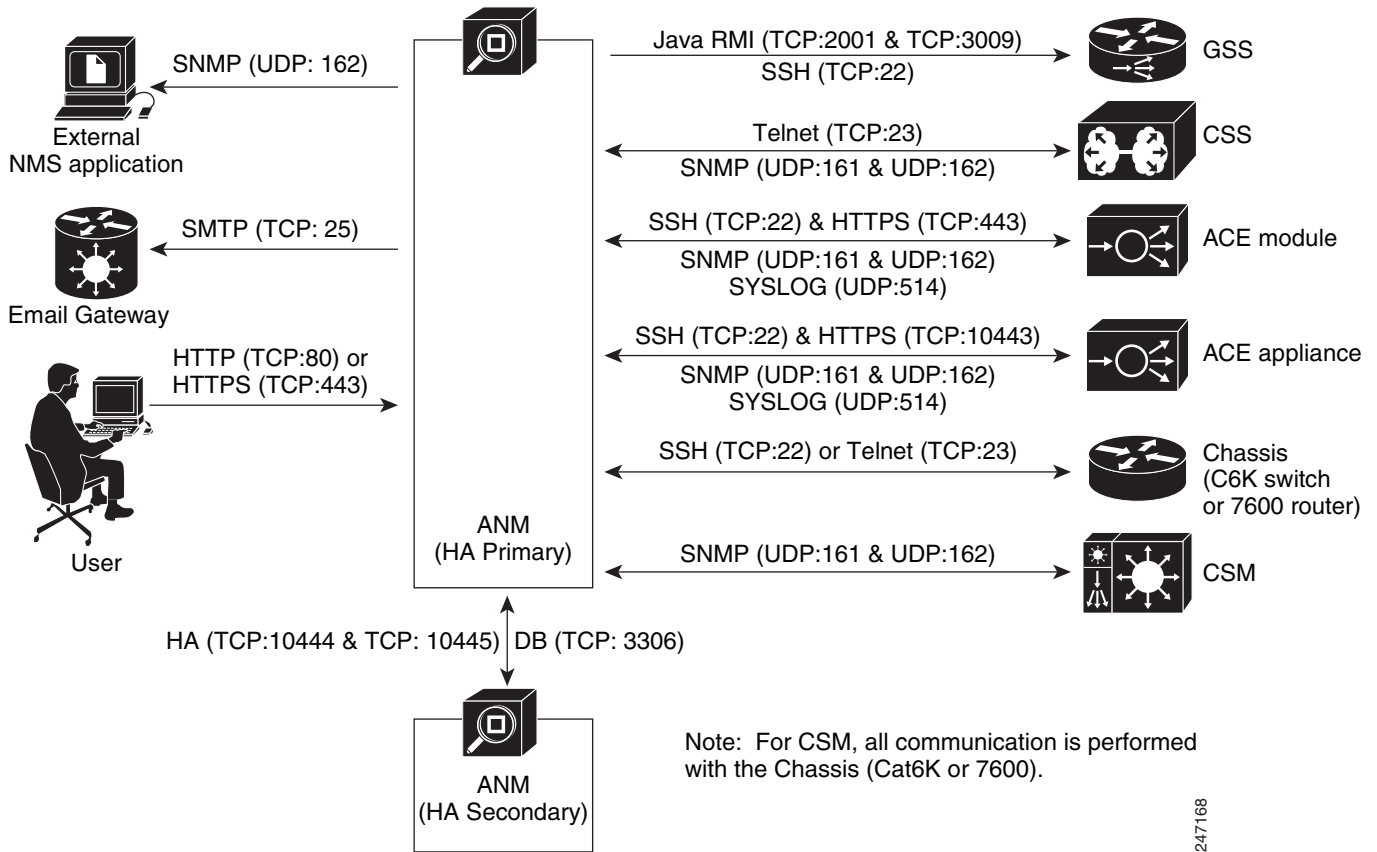 SNMP (UDP: 162)
External
NMS application
SMTP (TCP: 25)
Email Gateway
HTTP (TCP:80) or
HTTPS (TCP:443)
User
ANM
(HA Primary)
Java RMI (TCP:2001 & TCP:3009)
SSH (TCP:22)
GSS
Telnet (TCP:23)
SNMP (UDP:161 & UDP:162)
CSS
SSH (TCP:22) & HTTPS (TCP:443)
SNMP (UDP:161 & UDP:162)
SYSLOG (UDP:514)
ACE module
SSH (TCP:22) & HTTPS (TCP:10443)
SNMP (UDP:161 & UDP:162)
SYSLOG (UDP:514)
ACE appliance
SSH (TCP:22) or Telnet (TCP:23)
Chassis
(C6K switch
or 7600 router)
SNMP (UDP:161 & UDP:162)
CSM
HA (TCP:10444 & TCP: 10445)
DB (TCP: 3306)
ANM
(HA Secondary)
Note: For CSM, all communication is performed
with the Chassis (Cat6K or 7600).
247168